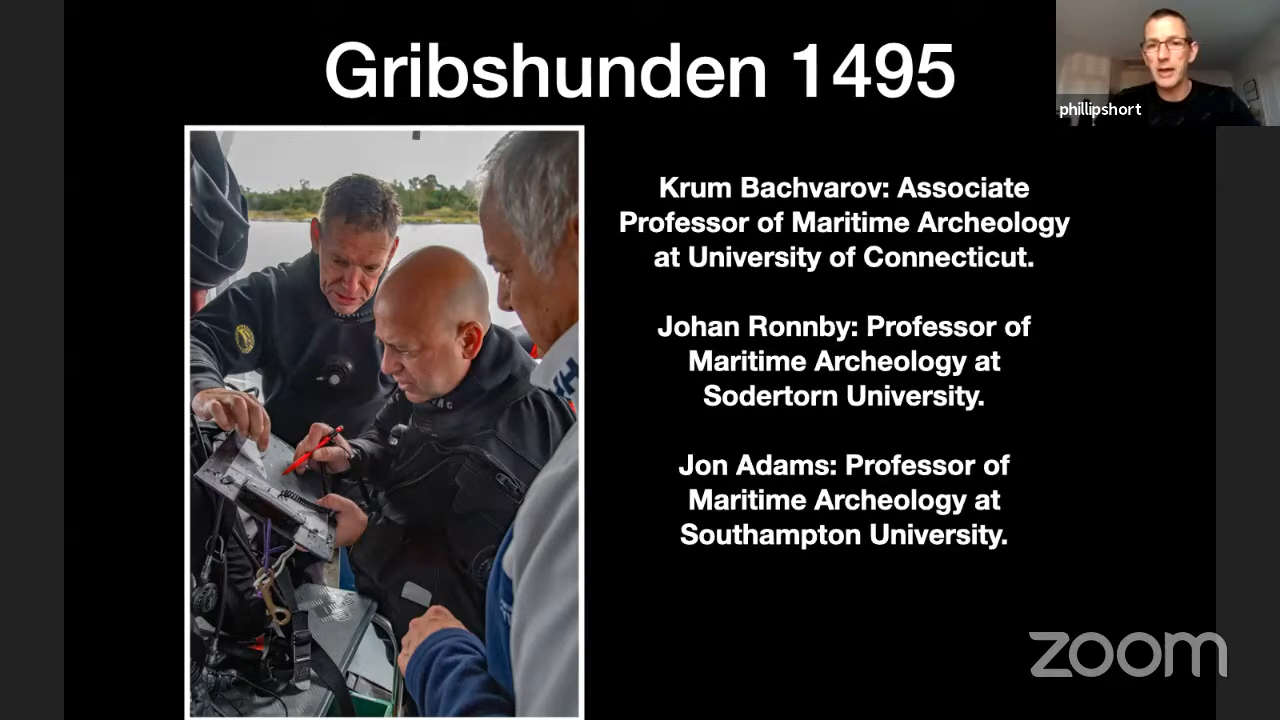 Gribshunden 1495
phillipshort
Krum Bachvarov: Associate
Professor of Maritime Archeology
at University of Connecticut.
Johan Ronnby: Professor of
Maritime Archeology at
Sodertorn University.
Jon Adams: Professor of
Maritime Archeology at
Southampton University.
zoom